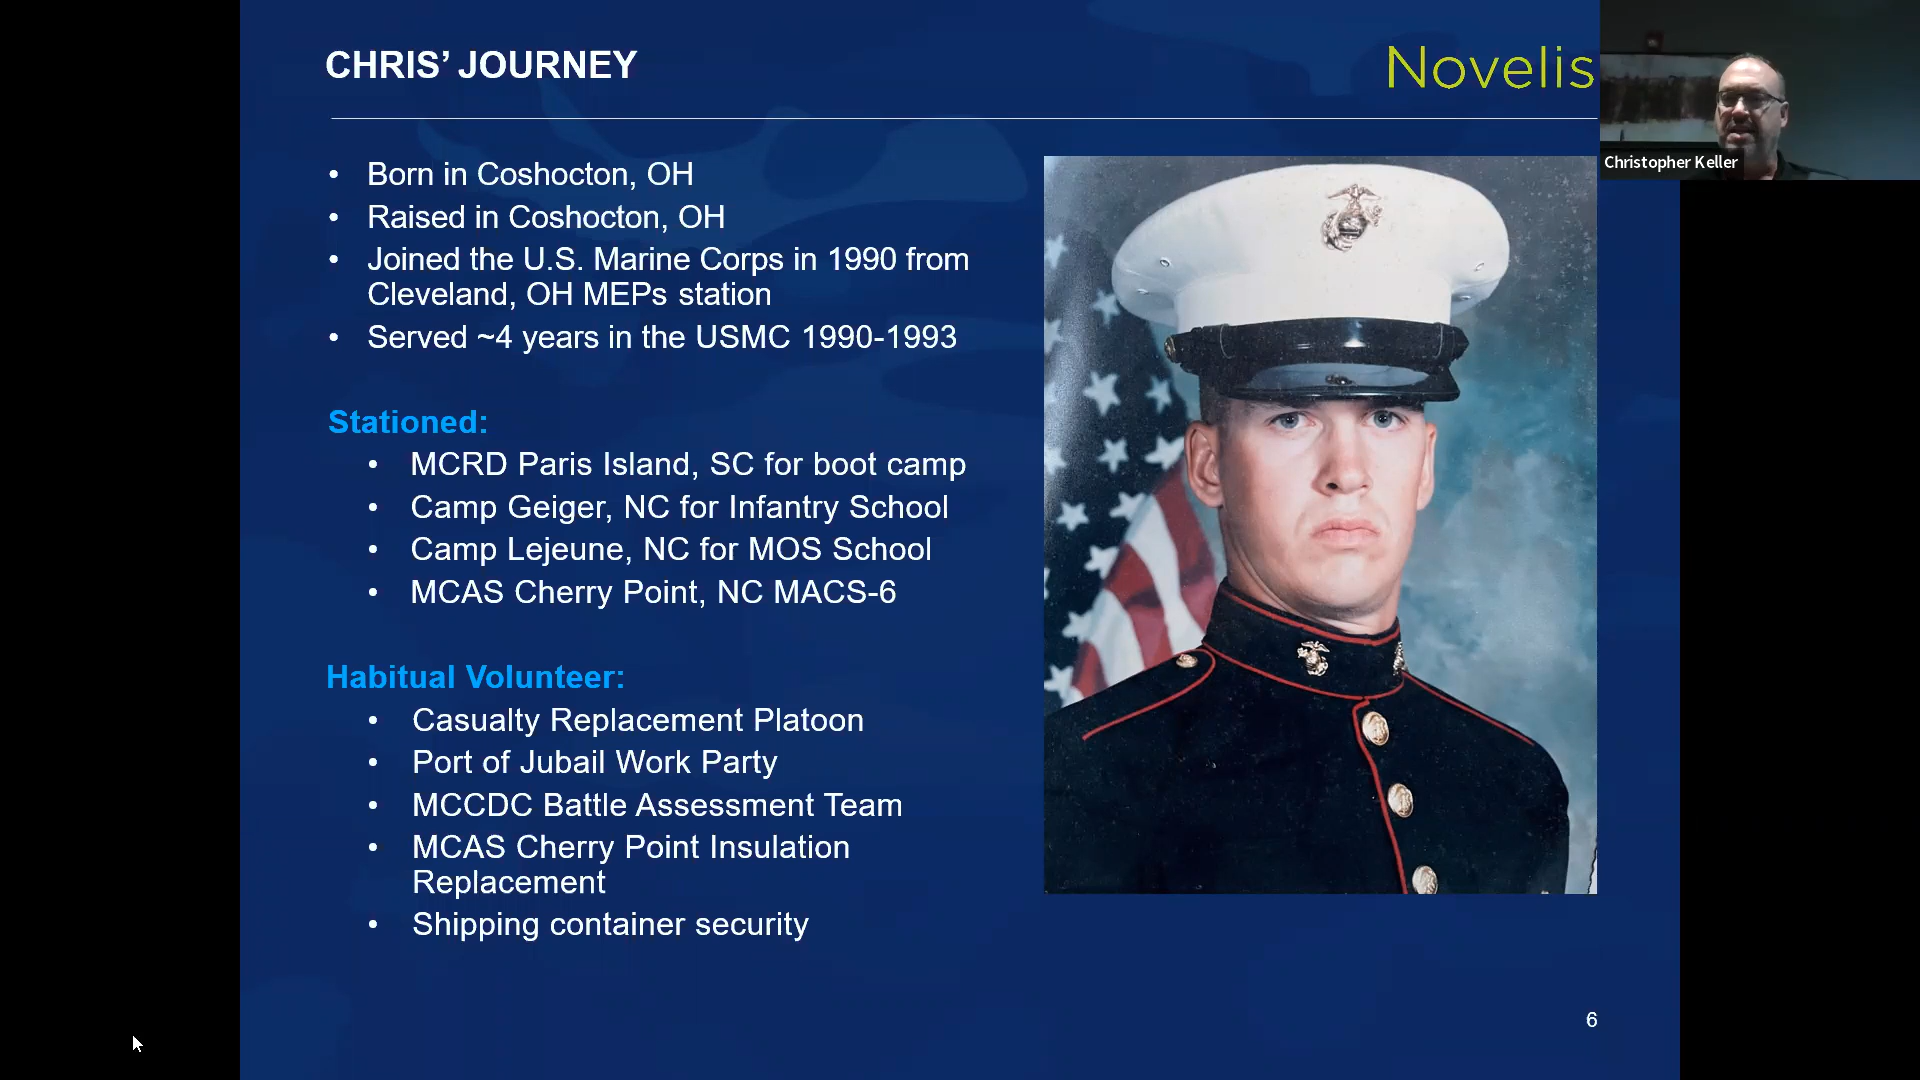 CHRIS’ JOURNEY
Novelis
Christopher Keller
• Born in Coshocton, OH
• Raised in Coshocton, OH
• Joined the U.S. Marine Corps in 1990 from
Cleveland, OH MEPs station
• Served ~4 years in the USMC 1990-1993
Stationed:
• MCRD Paris Island, SC for boot camp
• Camp Geiger, NC for Infantry School
• Camp Lejeune, NC for MOS School
• MCAS Cherry Point, NC MACS-6
Habitual Volunteer:
• Casualty Replacement Platoon
• Port of Jubail Work Party
• MCCDC Battle Assessment Team
• MCAS Cherry Point Insulation
Replacement
• Shipping container security
6